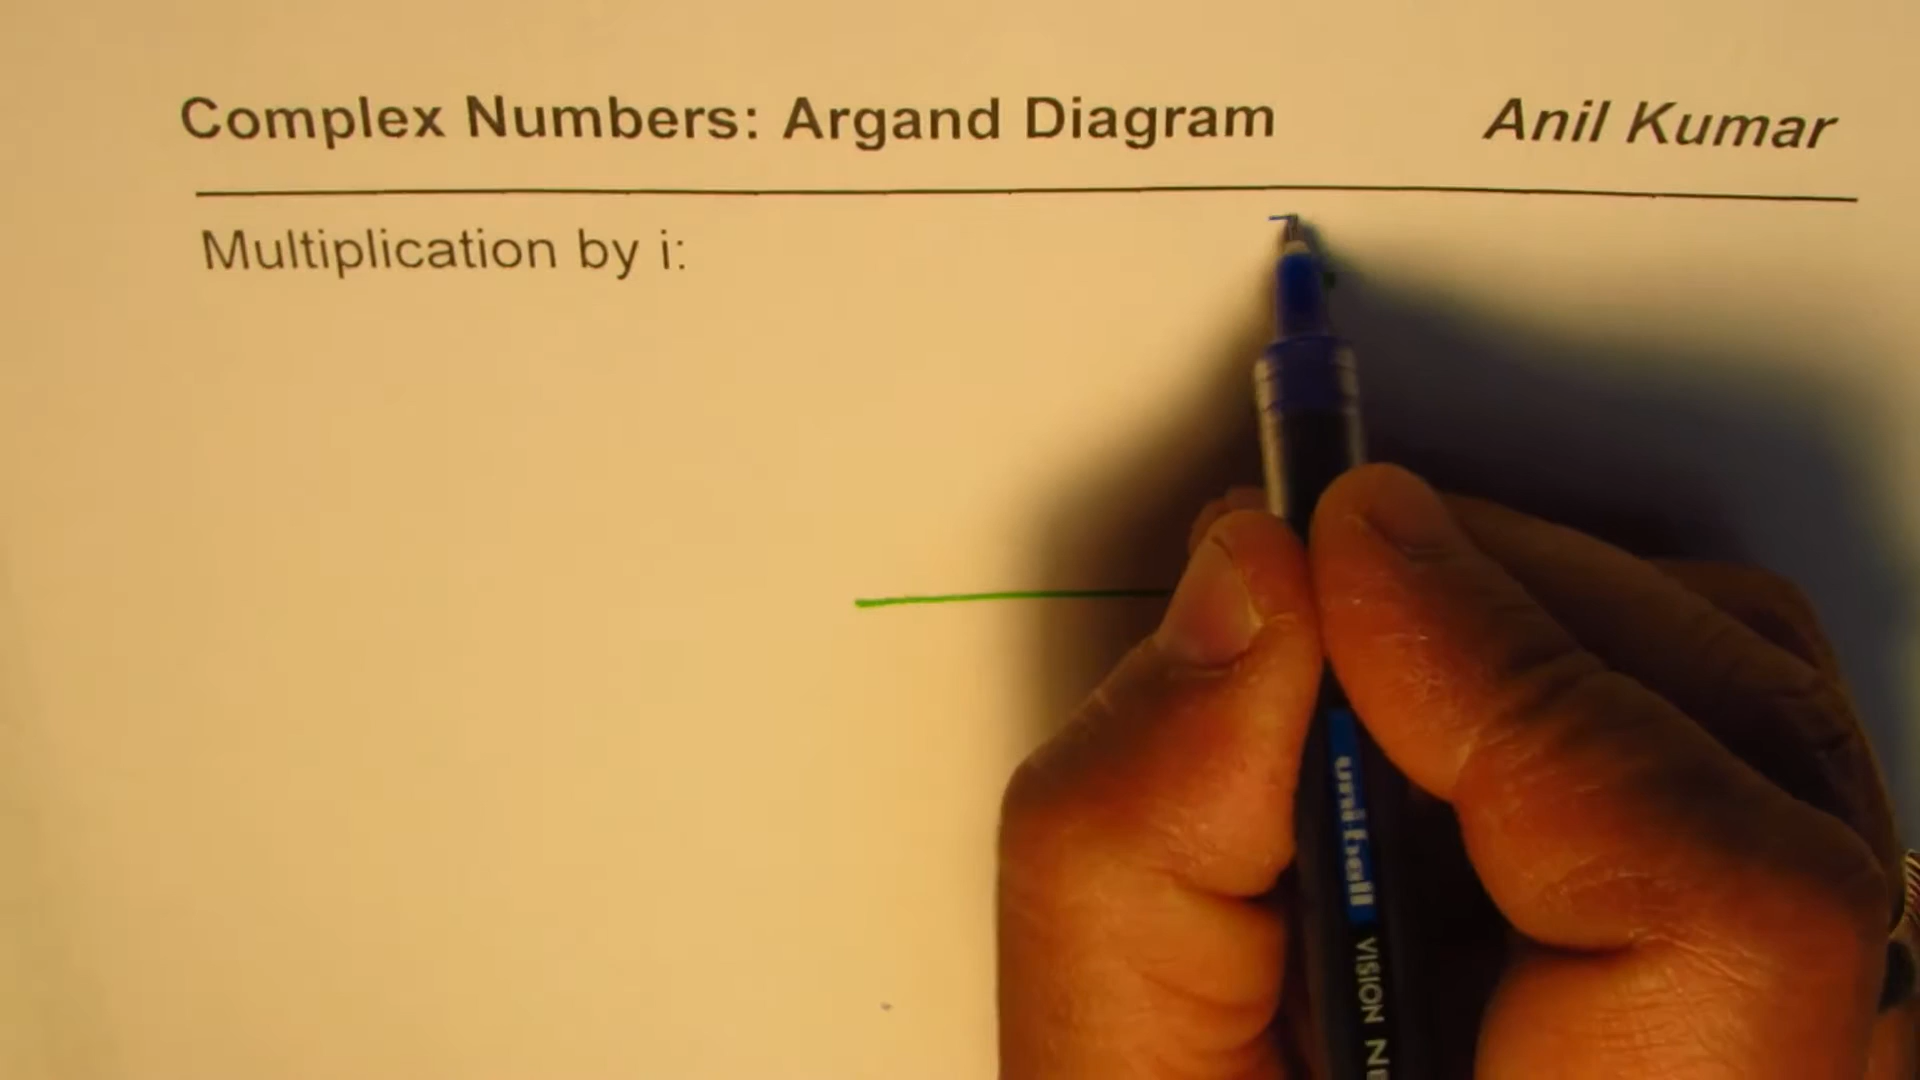 Complex Numbers: Argand Diagram Anil Kumar
Multiplication by i:
uni-ball
VISION